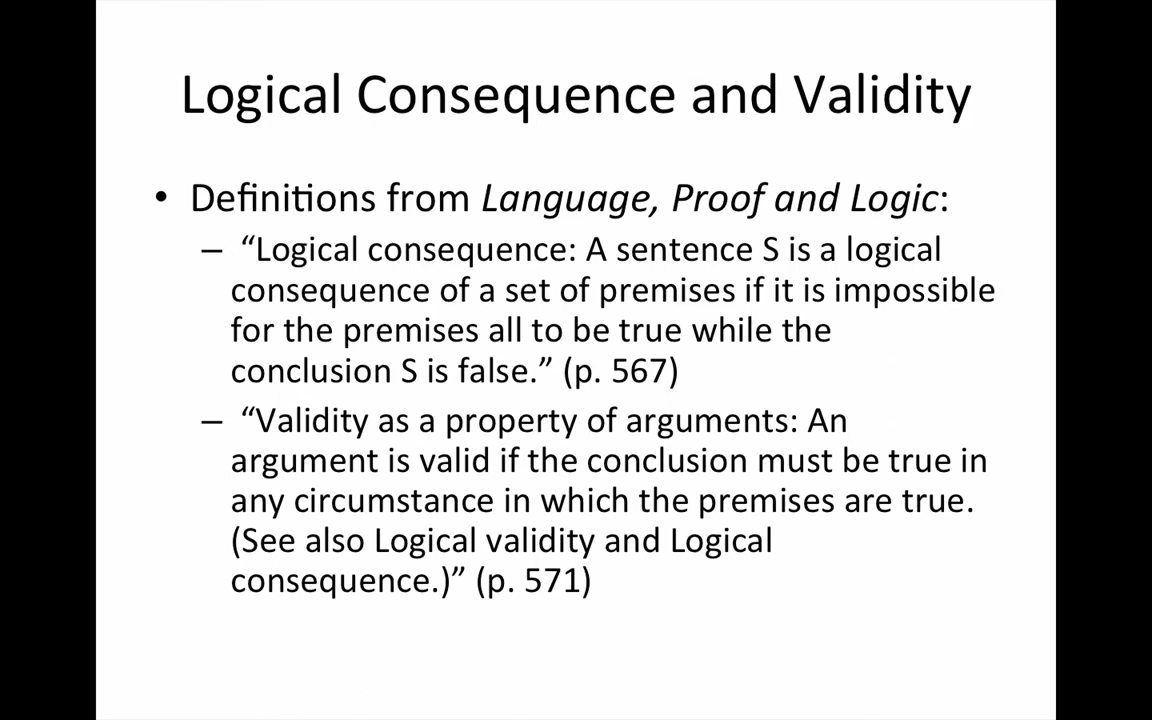 Logical Consequence and Validity
• Definitions from Language, Proof and Logic:
– “Logical consequence: A sentence S is a logical
consequence of a set of premises if it is impossible
for the premises all to be true while the
conclusion S is false.” (p. 567)
– “Validity as a property of arguments: An
argument is valid if the conclusion must be true in
any circumstance in which the premises are true.
(See also Logical validity and Logical
consequence.)” (p. 571)